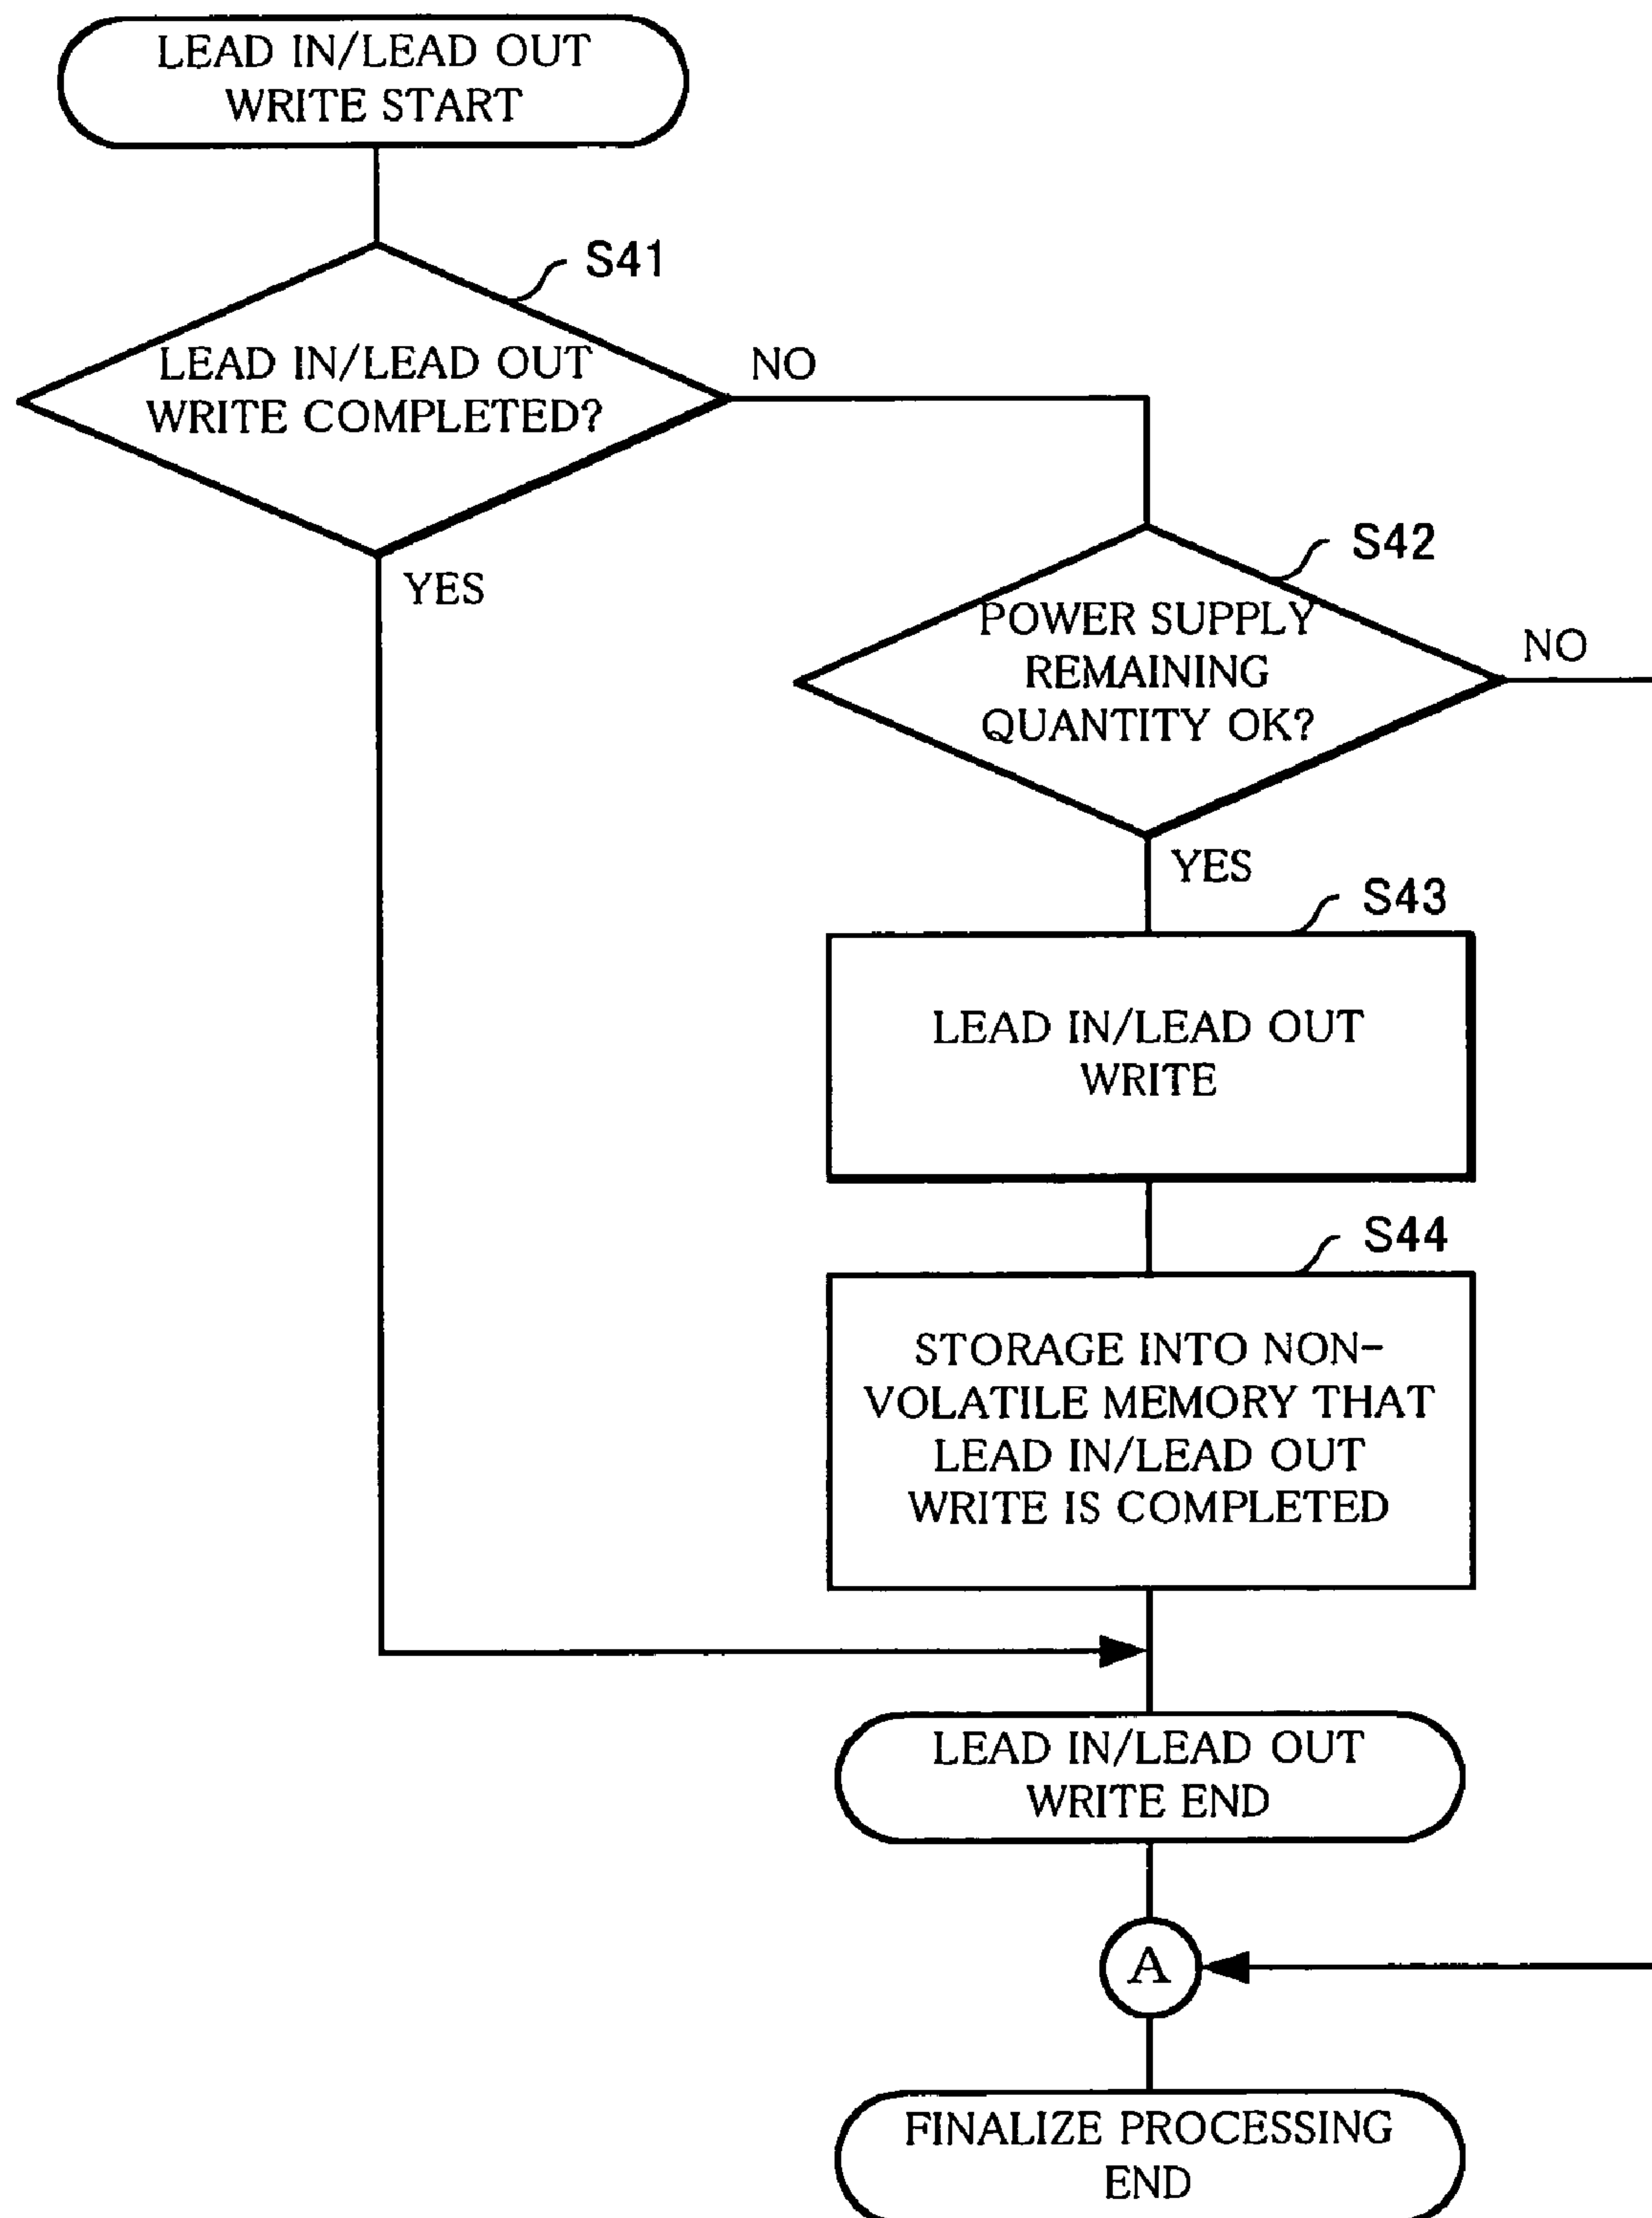 LEAD IN/LEAD OUT
WRITE START
S41
LEAD IN/LEAD OUT
WRITE COMPLETED?
NO
YES
S42
POWER SUPPLY
REMAINING
QUANTITY OK?
NO
YES
S43
LEAD IN/LEAD OUT
WRITE
S44
STORAGE INTO NON-
VOLATILE MEMORY THAT
LEAD IN/LEAD OUT
WRITE IS COMPLETED
LEAD IN/LEAD OUT
WRITE END
A
FINALIZE PROCESSING
END